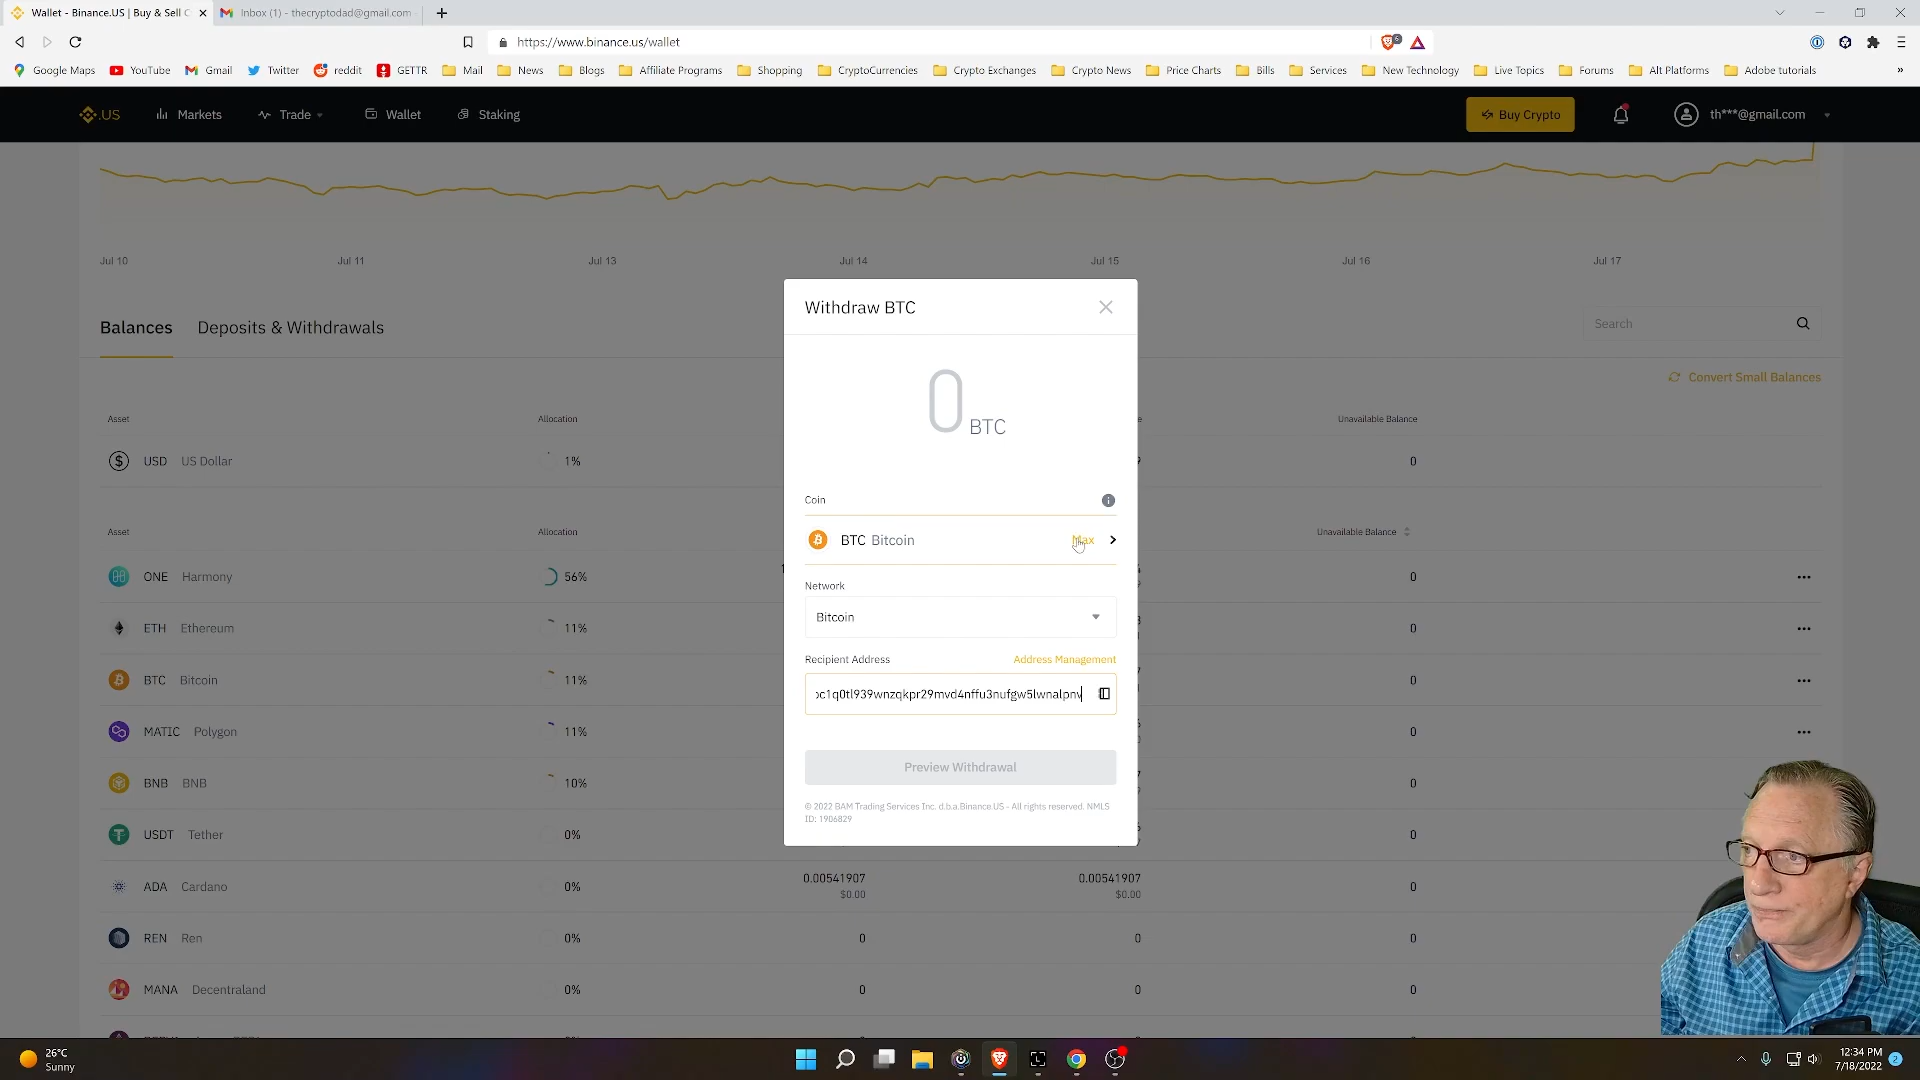 Wallet - Binance.US | Buy & Sell C
Inbox (1) - thecryptodad@gmail.com
https://www.binance.us/wallet
6
Google Maps
YouTube
Gmail
Twitter
reddit
GETTR
Mail
News
Blogs
Affiliate Programs
Shopping
CryptoCurrencies
Crypto Exchanges
Crypto News
Price Charts
Bills
Services
New Technology
Live Topics
Forums
Alt Platforms
Adobe tutorials
»
.US
Markets
Trade
Wallet
Staking
Buy Crypto
th***@gmail.com
Jul 10
Jul 11
Jul 13
Jul 14
Jul 15
Jul 16
Jul 17
Balances
Deposits & Withdrawals
Search
Convert Small Balances
Asset
Allocation
Unavailable Balance
USD US Dollar
1%
0
Asset
Allocation
Unavailable Balance
ONE Harmony
56%
0
ETH Ethereum
11%
0
BTC Bitcoin
11%
0
MATIC Polygon
11%
0
BNB BNB
10%
0
USDT Tether
0%
0
ADA Cardano
0%
0.00541907
$0.00
0.00541907
$0.00
0
REN Ren
0%
0
0
0
MANA Decentraland
0%
0
0
0
Withdraw BTC
0 BTC
Coin
BTC Bitcoin
Max
Network
Bitcoin
Recipient Address
Address Management
c1q0tl939wnzqkpr29mvd4nffu3nufgw5lwnalpnv
Preview Withdrawal
© 2022 BAM Trading Services Inc. d.b.a.Binance.US - All rights reserved. NMLS
ID: 1906829
26°C
Sunny
12:34 PM
7/18/2022
2